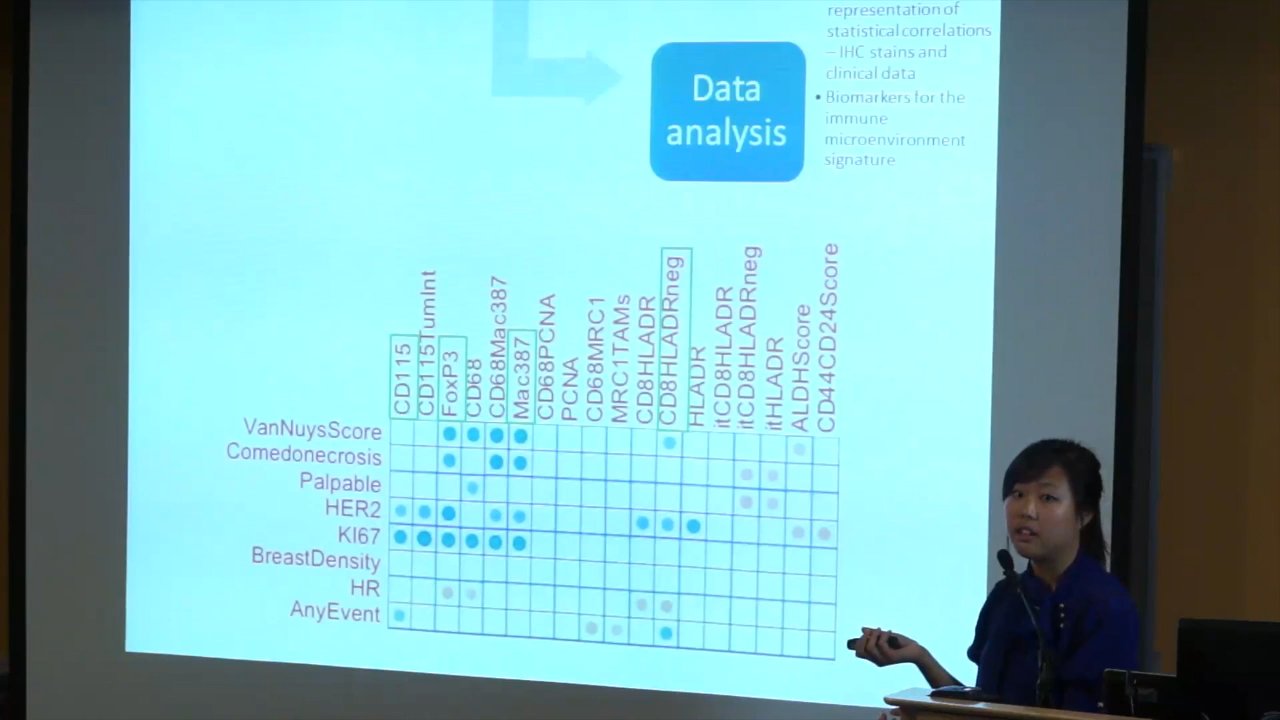 representation of
statistical correlations
– IHC stains and
clinical data
• Biomarkers for the
immune
microenvironment
signature
Data
analysis
CD115
CD115TumInt
FoxP3
CD68
CD68Mac387
Mac387
CD68PCNA
PCNA
CD68MRC1
MRC1TAMs
CD8HLADR
CD8HLADRneg
HLADR
itCD8HLADR
itCD8HLADRneg
itHLADR
ALDHScore
CD44CD24Score
VanNuysScore
Comedonecrosis
Palpable
HER2
KI67
BreastDensity
HR
AnyEvent